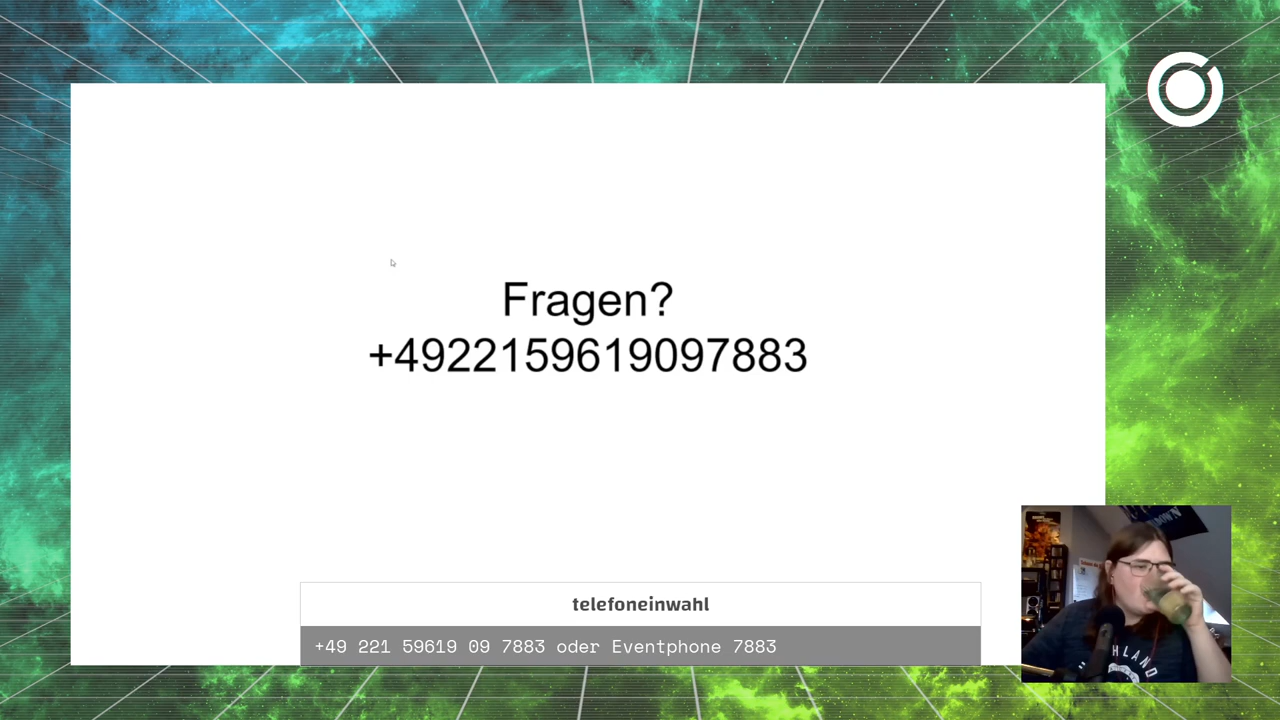 Fragen?
+4922159619097883
telefoneinwahl
+49 221 59619 09 7883 oder Eventphone 7883